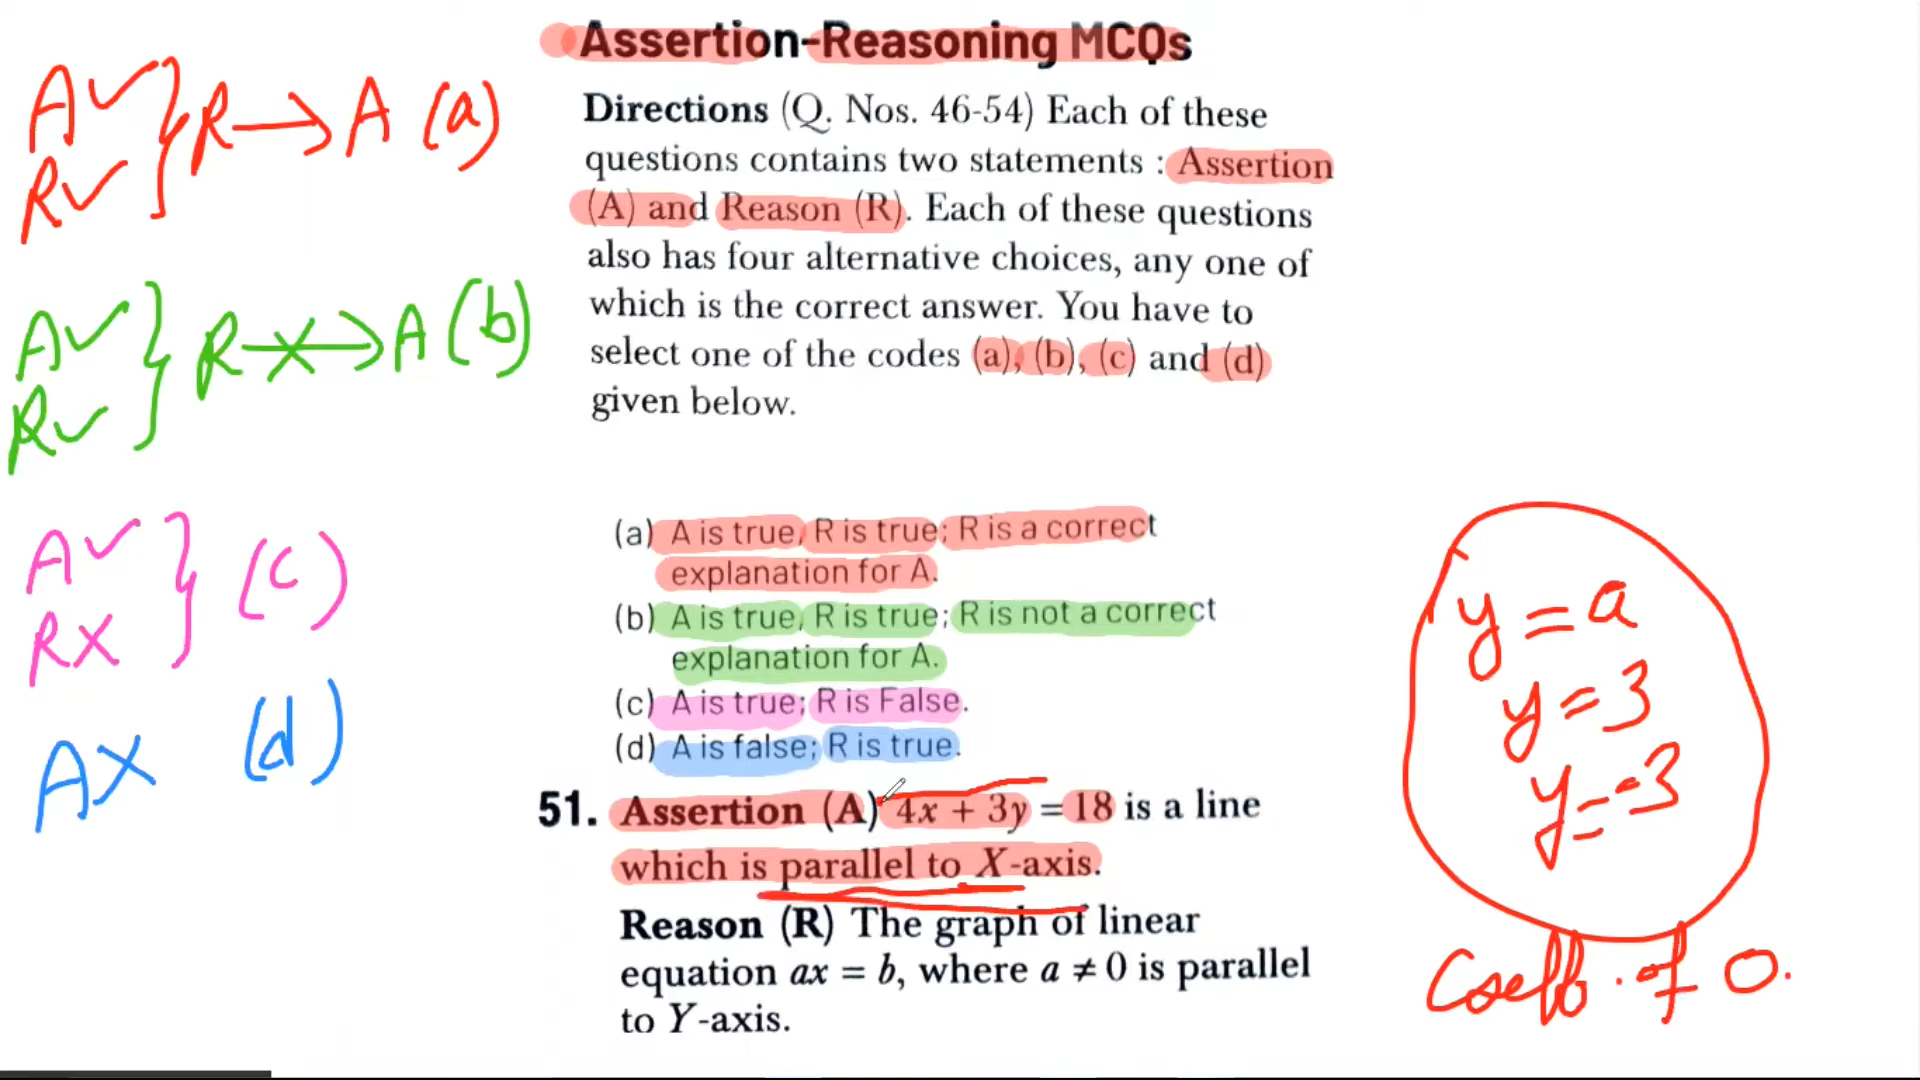 Assertion-Reasoning MCQs
Directions (Q. Nos. 46-54) Each of these
questions contains two statements : Assertion
(A) and Reason (R). Each of these questions
also has four alternative choices, any one of
which is the correct answer. You have to
select one of the codes (a), (b), (c) and (d)
given below.
(a) A is true, R is true; R is a correct
explanation for A.
(b) A is true, R is true; R is not a correct
explanation for A.
(c) A is true; R is False.
(d) A is false; R is true.
51. Assertion (A) 4x + 3y = 18 is a line
which is parallel to X-axis.
Reason (R) The graph of linear
equation ax = b, where a ≠ 0 is parallel
to Y-axis.
A✓
R✓ } R → A (a)
A✓
R✓ } R ✗→ A (b)
A✓
RX } (c)
AX (d)
y = a
y = 3
y = -3
Coeff. of 0.